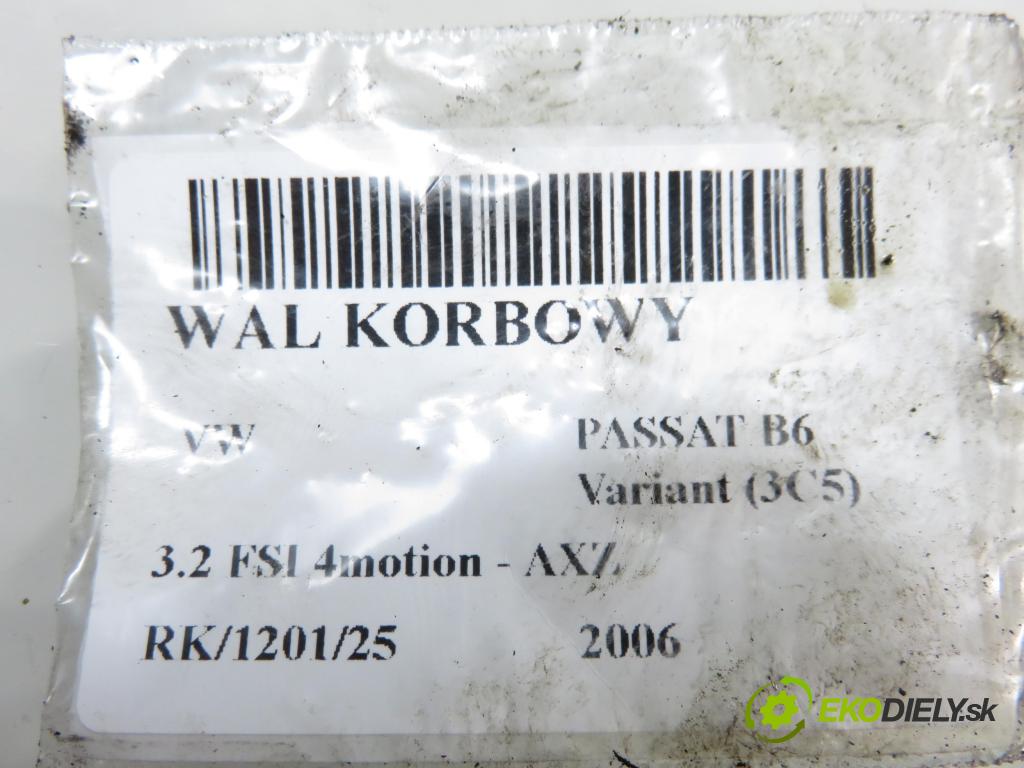 WAL KORBOWY
VW PASSAT B6
Variant (3C5)
3.2 FSI 4motion - AXZ
RK/1201/25 2006
EKODIELY.sk